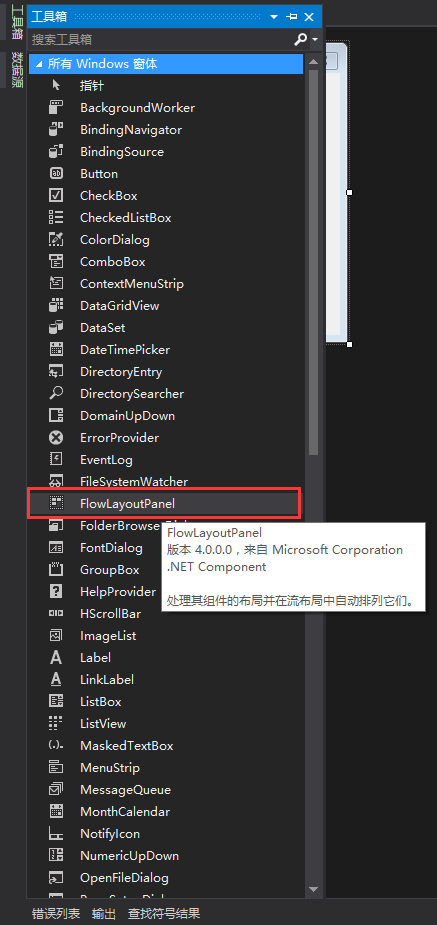 工具箱
数据源
工具箱
搜索工具箱
所有 Windows 窗体
指针
BackgroundWorker
BindingNavigator
BindingSource
Button
CheckBox
CheckedListBox
ColorDialog
ComboBox
ContextMenuStrip
DataGridView
DataSet
DateTimePicker
DirectoryEntry
DirectorySearcher
DomainUpDown
ErrorProvider
EventLog
FileSystemWatcher
FlowLayoutPanel
FolderBrowserDialog
FlowLayoutPanel
版本 4.0.0.0，来自 Microsoft Corporation
.NET Component
处理其组件的布局并在流布局中自动排列它们。
FontDialog
GroupBox
HelpProvider
HScrollBar
ImageList
Label
LinkLabel
ListBox
ListView
MaskedTextBox
MenuStrip
MessageQueue
MonthCalendar
NotifyIcon
NumericUpDown
OpenFileDialog
错误列表 输出 查找符号结果